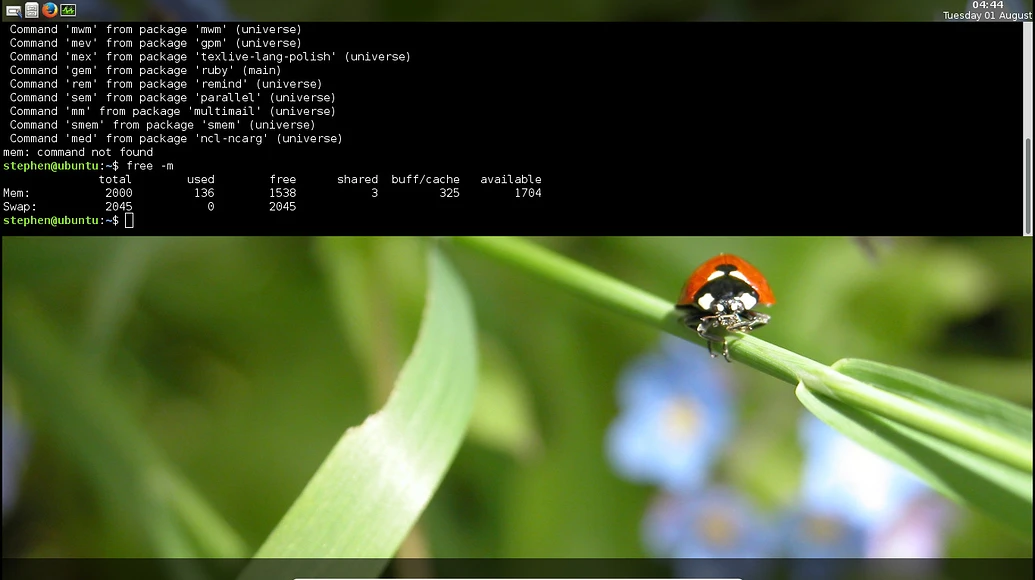 04:44
Tuesday 01 August
Command 'mwm' from package 'mwm' (universe)
Command 'mev' from package 'gpm' (universe)
Command 'mex' from package 'texlive-lang-polish' (universe)
Command 'gem' from package 'ruby' (main)
Command 'rem' from package 'remind' (universe)
Command 'sem' from package 'parallel' (universe)
Command 'mm' from package 'multimail' (universe)
Command 'smem' from package 'smem' (universe)
Command 'med' from package 'ncl-ncarg' (universe)
mem: command not found
stephen@ubuntu:~$ free -m
total used free shared buff/cache available
Mem: 2000 136 1538 3 325 1704
Swap: 2045 0 2045
stephen@ubuntu:~$